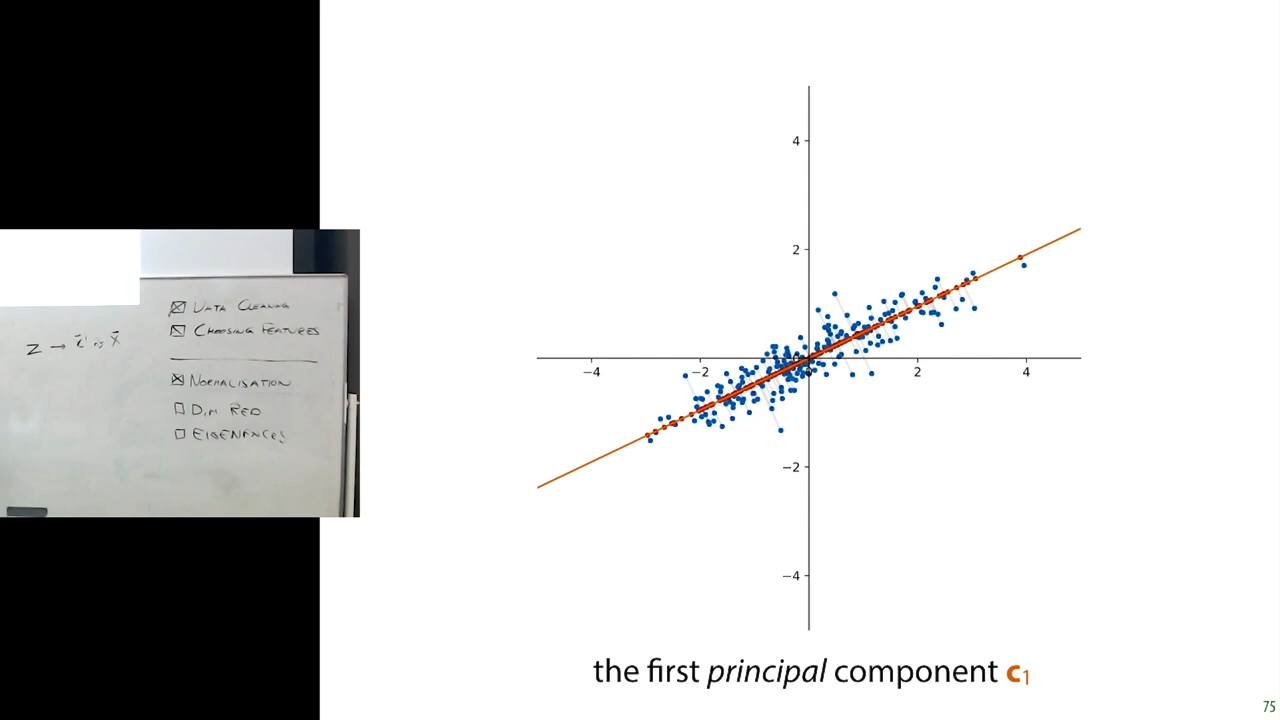 DATA CLEANING
CHOOSING FEATURES
NORMALISATION
DIM RED
EIGENFACES
4
2
−4 −2 0 2 4
−2
−4
the first principal component c₁
75